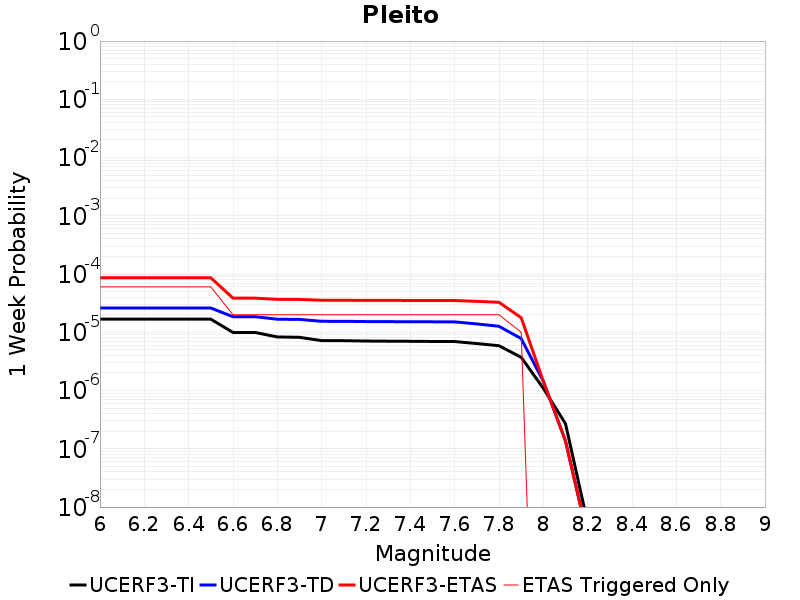 Pleito
10^0
10^-1
10^-2
10^-3
10^-4
10^-5
10^-6
10^-7
10^-8
1 Week Probability
6 6.2 6.4 6.6 6.8 7 7.2 7.4 7.6 7.8 8 8.2 8.4 8.6 8.8 9
Magnitude
UCERF3-TI UCERF3-TD UCERF3-ETAS ETAS Triggered Only